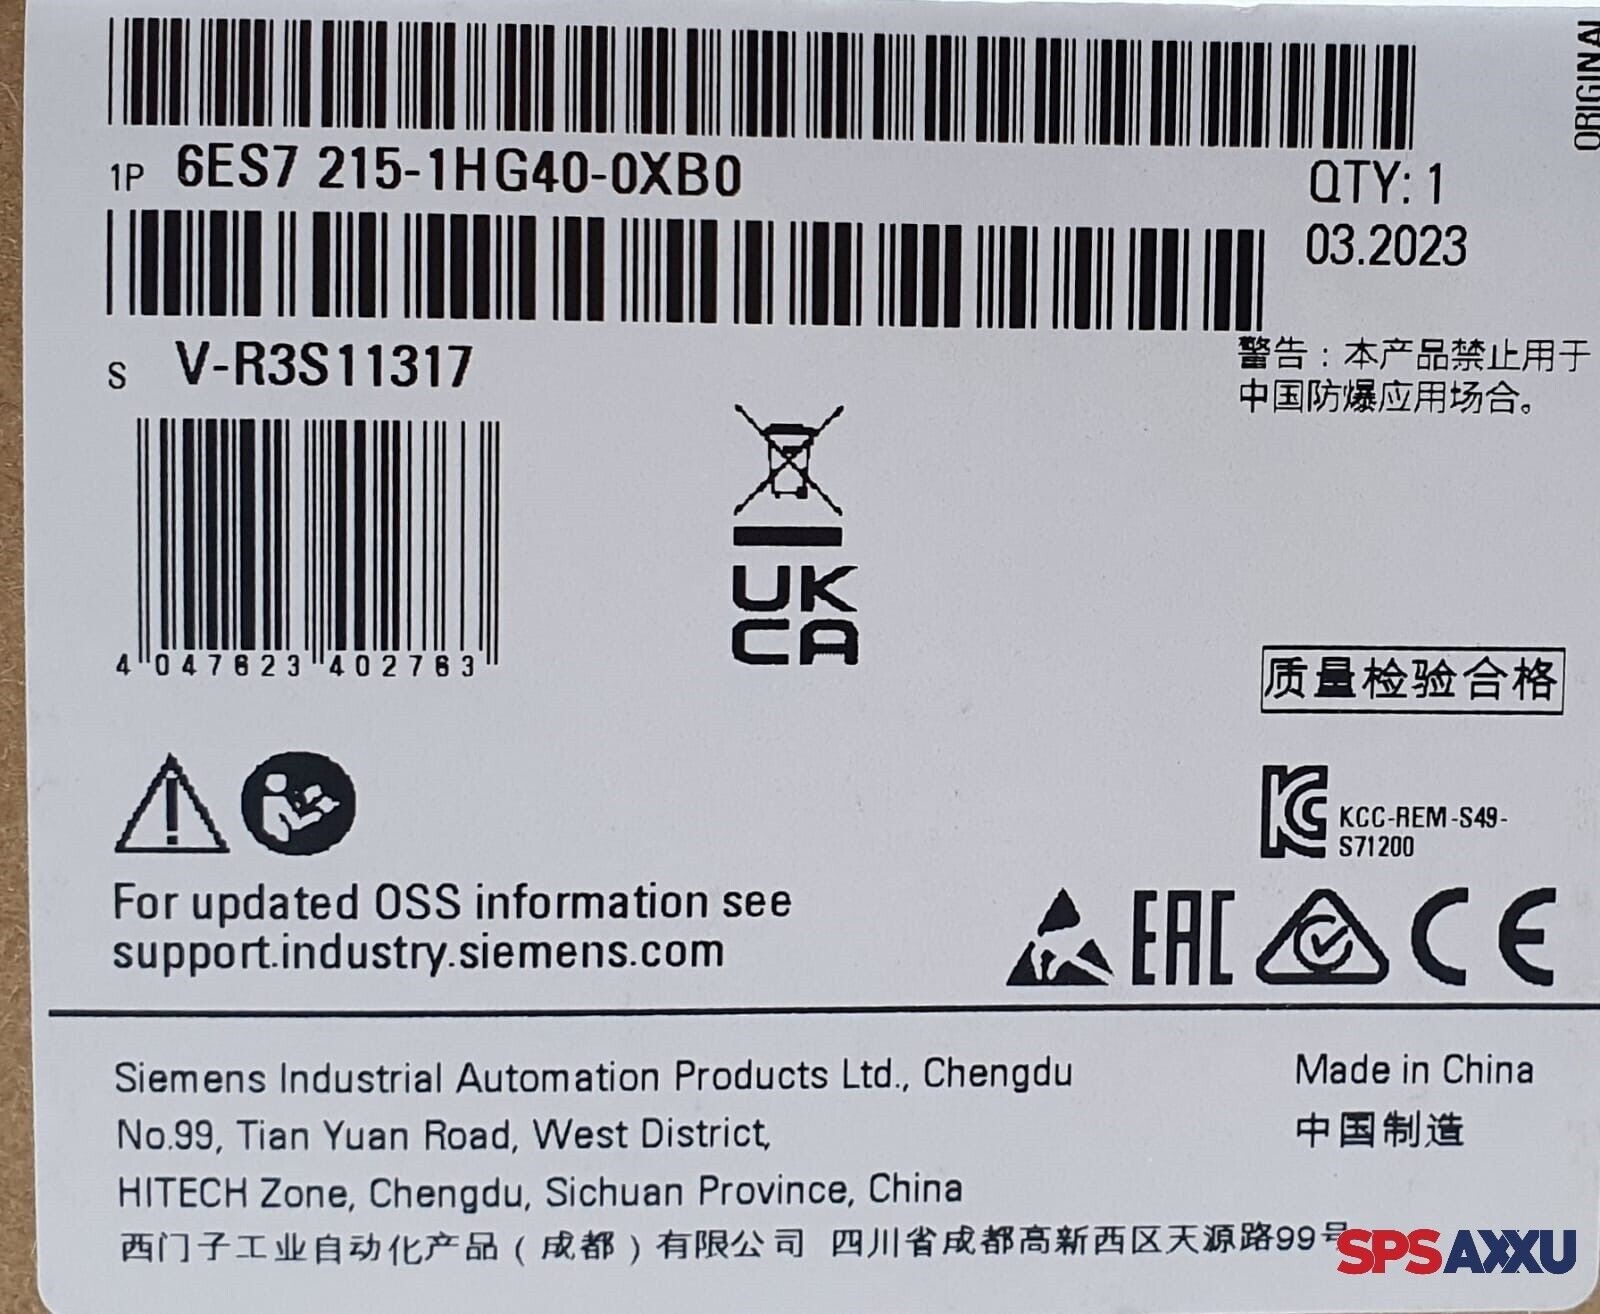 ORIGINAL
1P 6ES7 215-1HG40-0XB0
QTY: 1
03.2023
S V-R3S11317
警告：本产品禁止用于
中国防爆应用场合。
4 047623 402763
UK
CA
质量检验合格
KCC-REM-S49-
S71200
For updated OSS information see
support.industry.siemens.com
EAC
CE
Siemens Industrial Automation Products Ltd., Chengdu
No.99, Tian Yuan Road, West District,
HITECH Zone, Chengdu, Sichuan Province, China
Made in China
中国制造
西门子工业自动化产品（成都）有限公司 四川省成都高新西区天源路99号
SPSAXXU